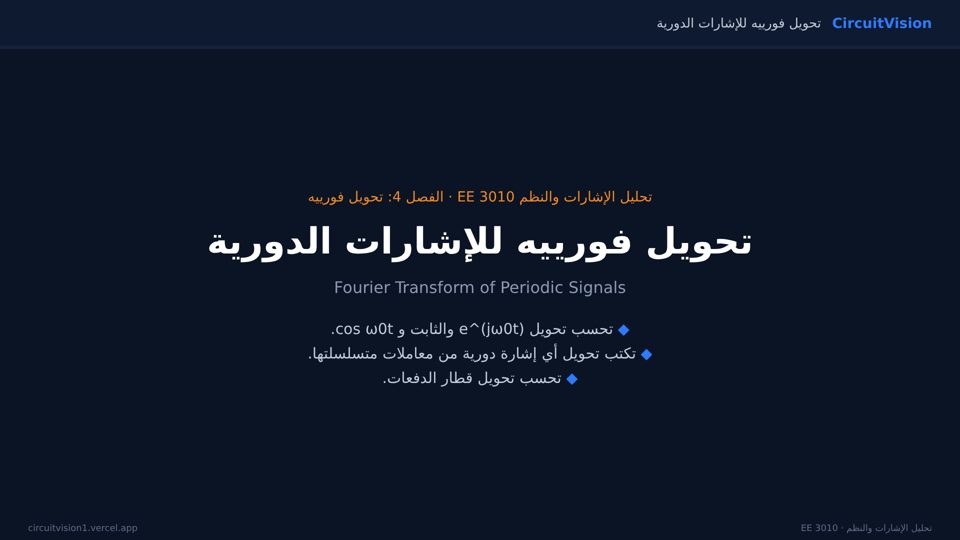 CircuitVision تحويل فورييه للإشارات الدورية
تحليل الإشارات والنظم EE 3010 · الفصل 4: تحويل فورييه
تحويل فورييه للإشارات الدورية
Fourier Transform of Periodic Signals
◆ تحسب تحويل e^(jω0t) والثابت و cos ω0t.
◆ تكتب تحويل أي إشارة دورية من معاملات متسلسلتها.
◆ تحسب تحويل قطار الدفعات.
تحليل الإشارات والنظم · EE 3010
circuitvision1.vercel.app